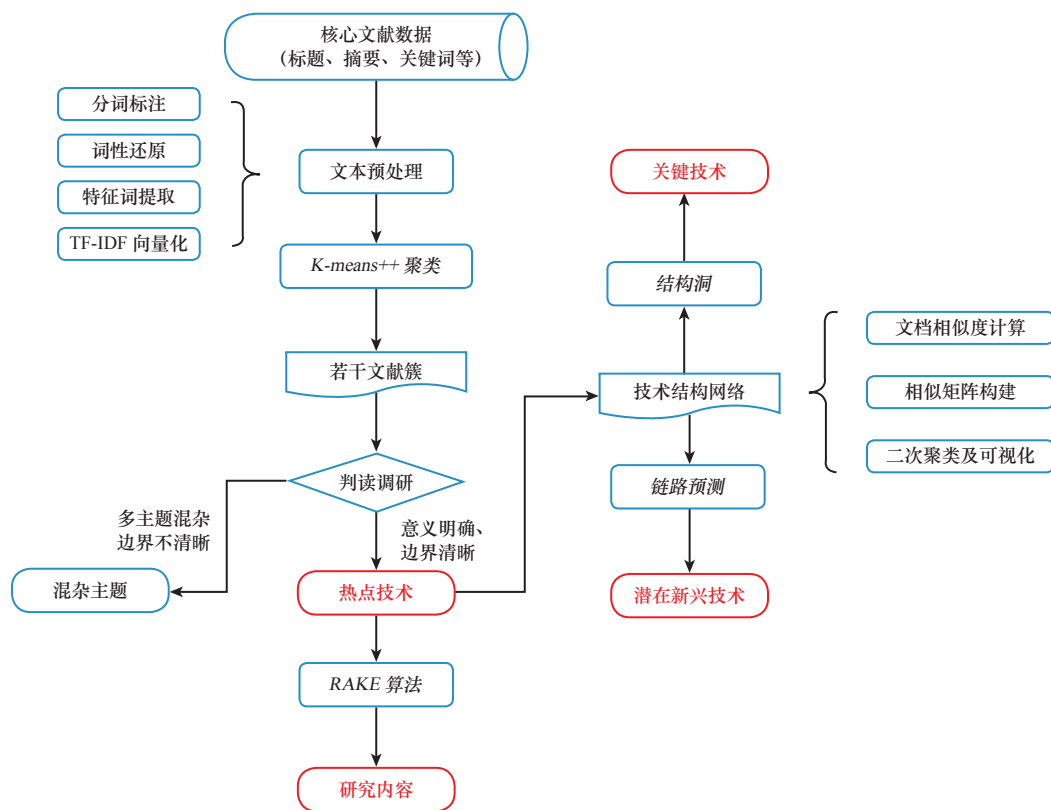 核心文献数据
（标题、摘要、关键词等）
分词标注
词性还原
特征词提取
TF-IDF 向量化
文本预处理
K-means++ 聚类
若干文献簇
判读调研
多主题混杂
边界不清晰
意义明确、
边界清晰
混杂主题
热点技术
RAKE 算法
研究内容
关键技术
结构洞
技术结构网络
链路预测
潜在新兴技术
文档相似度计算
相似矩阵构建
二次聚类及可视化